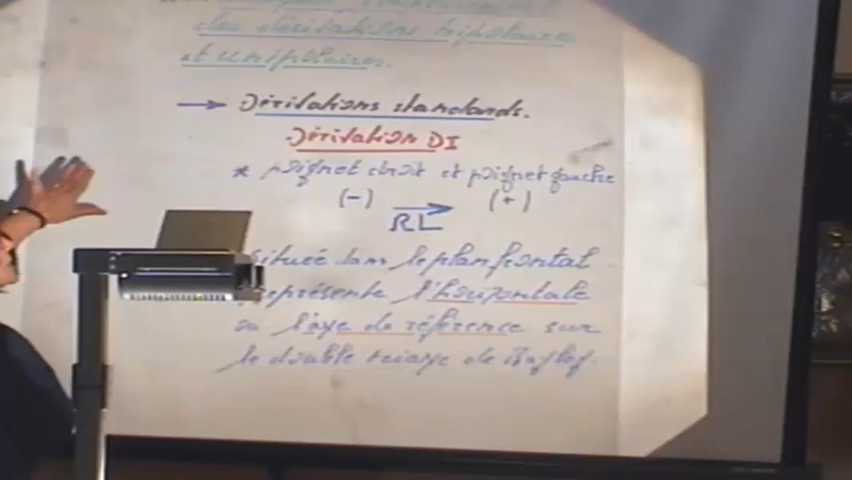 des dérivations tripolaires
et unipolaires.
→ Dérivations standards.
Dérivation DI
* poignet droit et poignet gauche
(-) (+)
RL
située dans le plan frontal
représente l'horizontale
ou l'axe de référence sur
le double triaxe de Bayley.